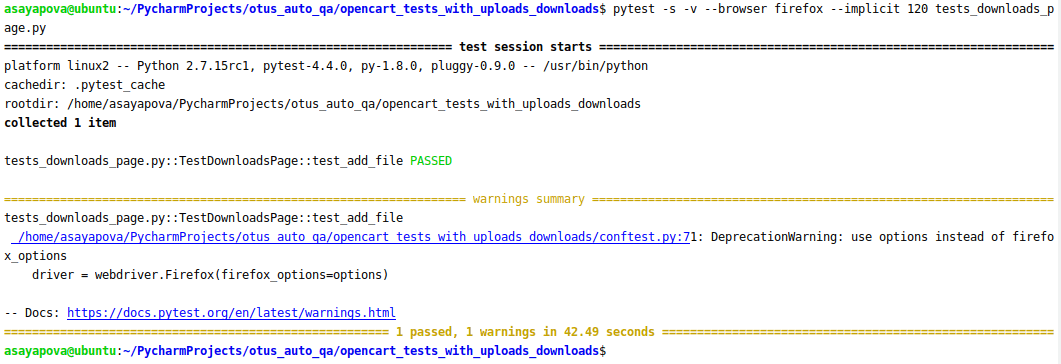 asayapova@ubuntu:~/PycharmProjects/otus_auto_qa/opencart_tests_with_uploads_downloads$ pytest -s -v --browser firefox --implicit 120 tests_downloads_p
age.py
================================================================ test session starts =================================================================
platform linux2 -- Python 2.7.15rc1, pytest-4.4.0, py-1.8.0, pluggy-0.9.0 -- /usr/bin/python
cachedir: .pytest_cache
rootdir: /home/asayapova/PycharmProjects/otus_auto_qa/opencart_tests_with_uploads_downloads
collected 1 item
tests_downloads_page.py::TestDownloadsPage::test_add_file PASSED
================================================================== warnings summary ==================================================================
tests_downloads_page.py::TestDownloadsPage::test_add_file
  /home/asayapova/PycharmProjects/otus_auto_qa/opencart_tests_with_uploads_downloads/conftest.py:71: DeprecationWarning: use options instead of firefo
x_options
    driver = webdriver.Firefox(firefox_options=options)
-- Docs: https://docs.pytest.org/en/latest/warnings.html
======================================================= 1 passed, 1 warnings in 42.49 seconds ========================================================
asayapova@ubuntu:~/PycharmProjects/otus_auto_qa/opencart_tests_with_uploads_downloads$